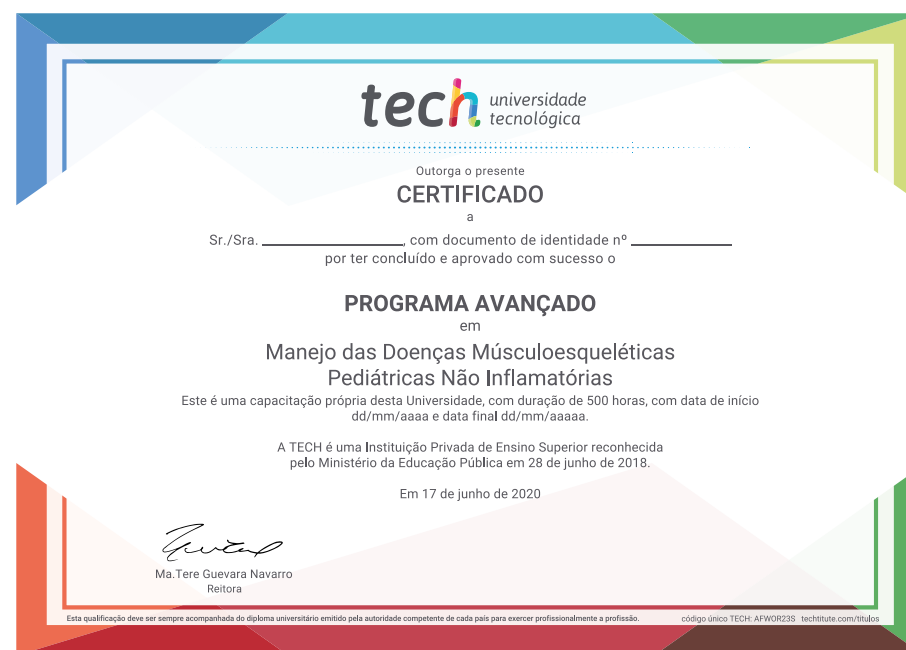 tech universidade
tecnológica
Outorga o presente
CERTIFICADO
a
Sr./Sra. ____________________, com documento de identidade nº ______________
por ter concluído e aprovado com sucesso o
PROGRAMA AVANÇADO
em
Manejo das Doenças Músculoesqueléticas
Pediátricas Não Inflamatórias
Este é uma capacitação própria desta Universidade, com duração de 500 horas, com data de início
dd/mm/aaaa e data final dd/mm/aaaaa.
A TECH é uma Instituição Privada de Ensino Superior reconhecida
pelo Ministério da Educação Pública em 28 de junho de 2018.
Em 17 de junho de 2020
Ma.Tere Guevara Navarro
Reitora
Esta qualificação deve ser sempre acompanhada do diploma universitário emitido pela autoridade competente de cada país para exercer profissionalmente a profissão. código único TECH: AFWOR23S techtitute.com/titulos